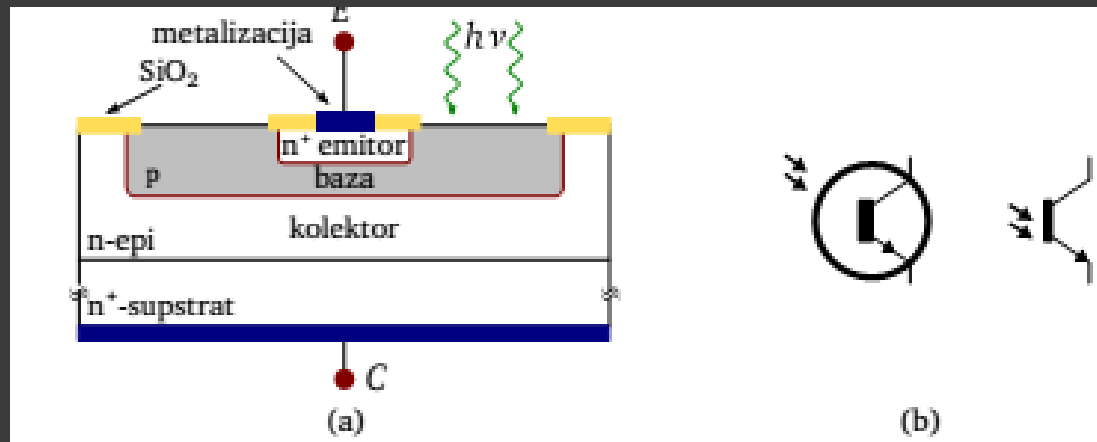 E
metalizacija
hν
SiO₂
n⁺ emitor
p
baza
kolektor
n-epi
n⁺-supstrat
C
(a)
(b)